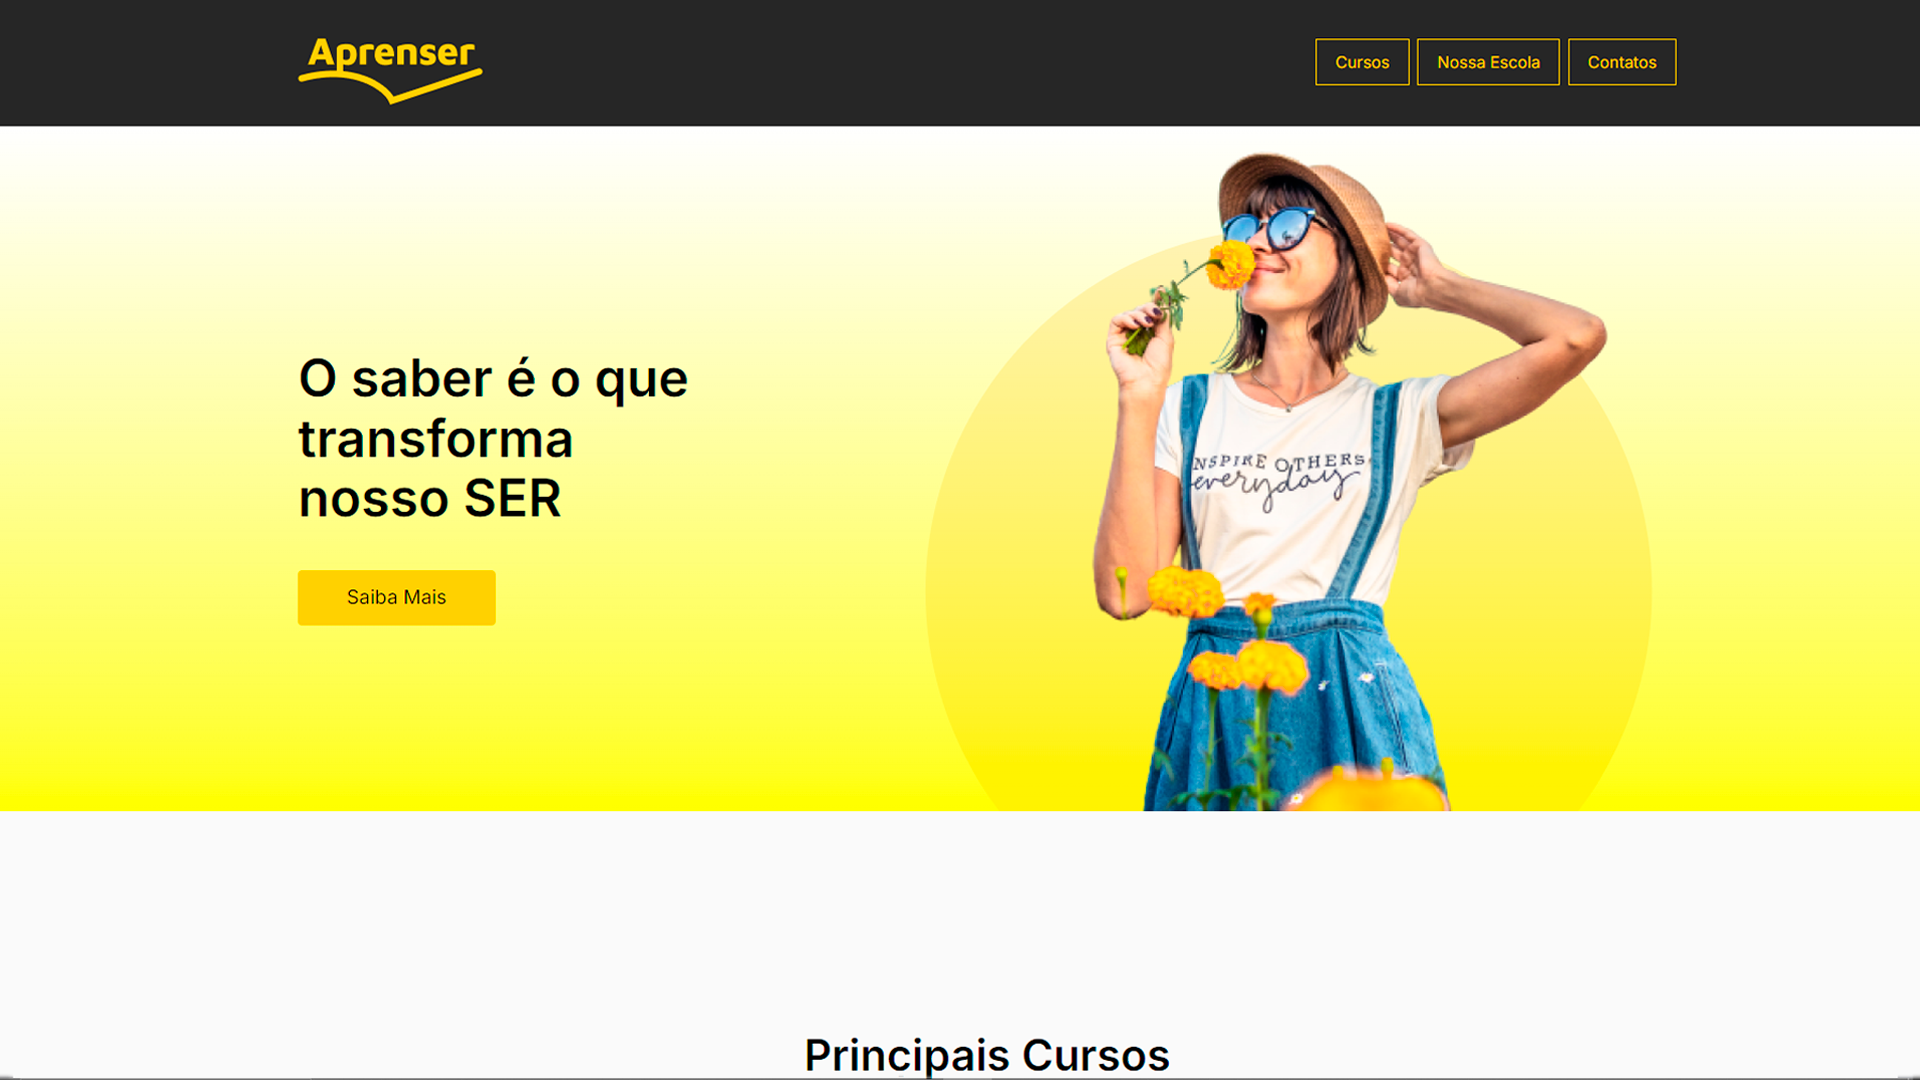 Aprenser
Cursos
Nossa Escola
Contatos
O saber é o que
transforma
nosso SER
Saiba Mais
NSPIRE OTHERS
everyday
Principais Cursos